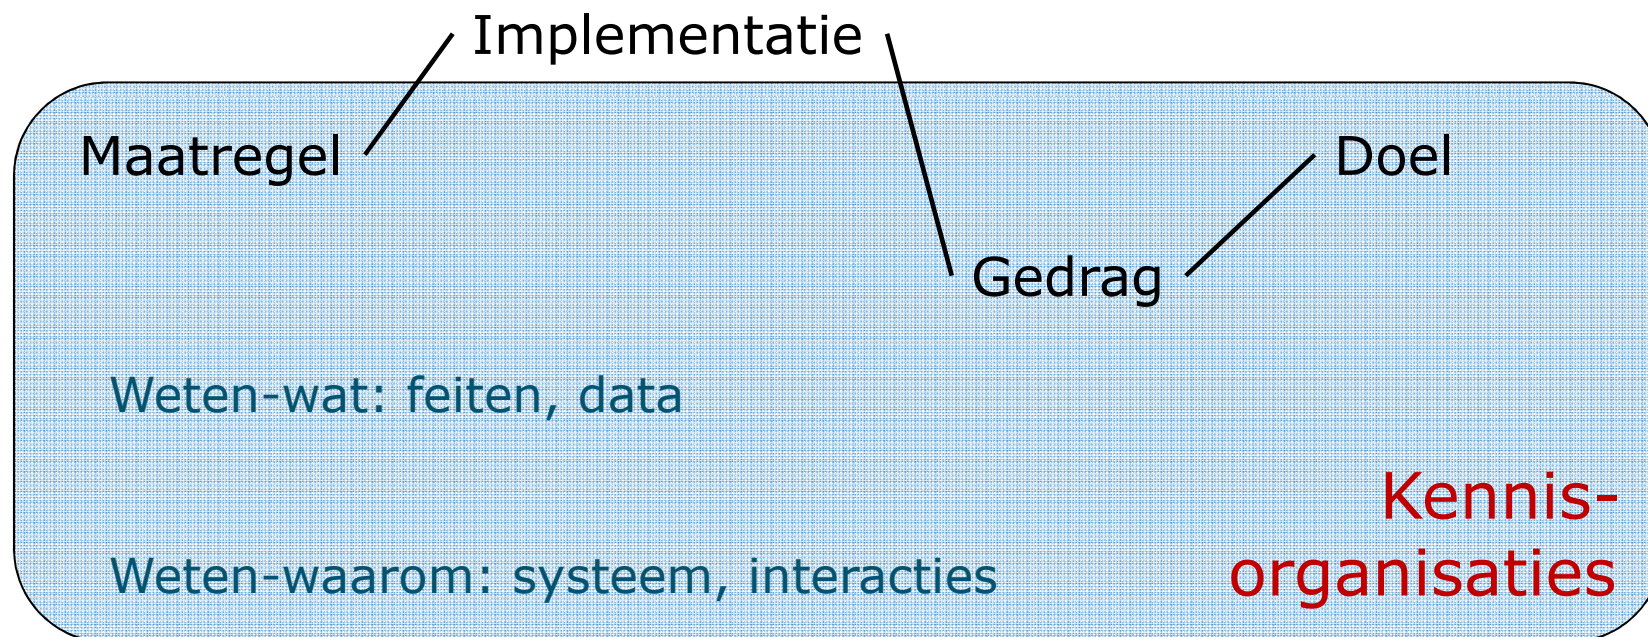 Implementatie
Maatregel
Doel
Gedrag
Weten-wat: feiten, data
Kennis-
organisaties
Weten-waarom: systeem, interacties